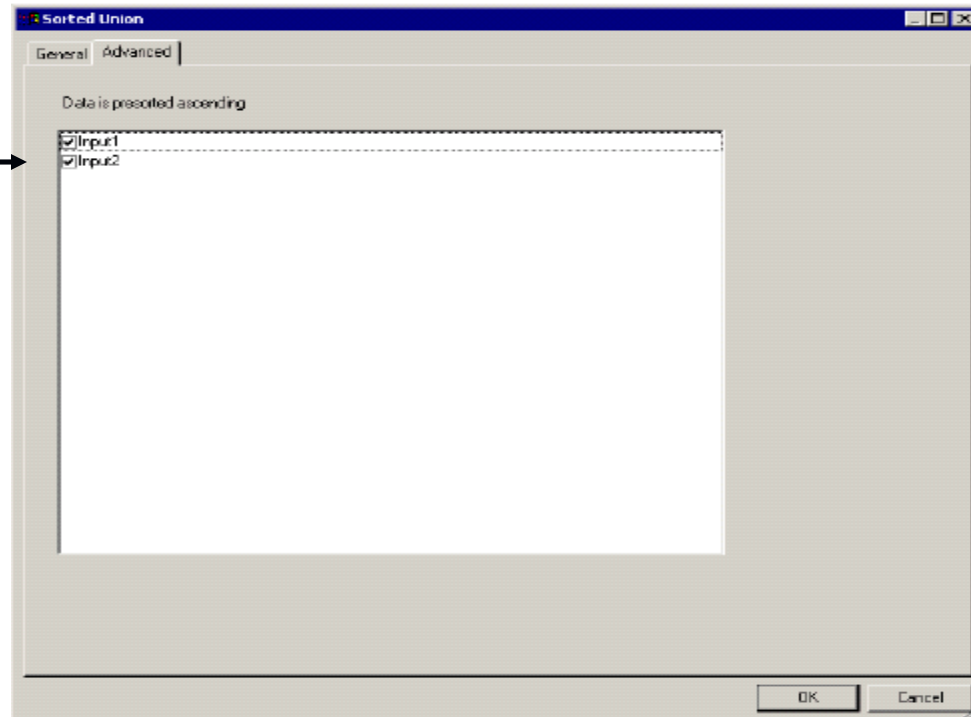 Sorted Union
General Advanced
Data is presorted ascending
Input1
Input2
OK Cancel